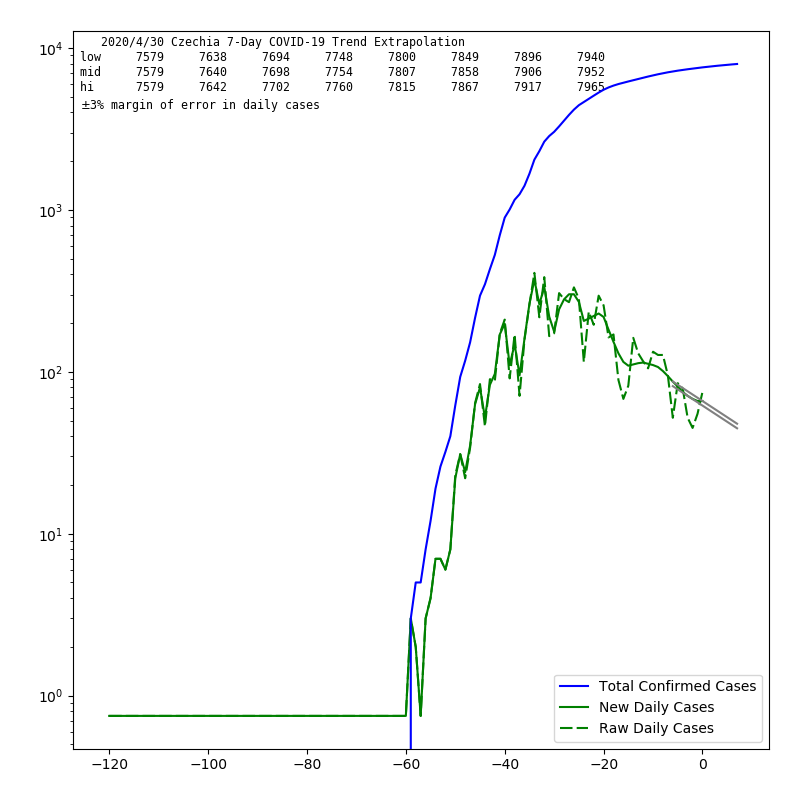 2020/4/30 Czechia 7-Day COVID-19 Trend Extrapolation
low 7579 7638 7694 7748 7800 7849 7896 7940
mid 7579 7640 7698 7754 7807 7858 7906 7952
hi 7579 7642 7702 7760 7815 7867 7917 7965
±3% margin of error in daily cases
10^4
10^3
10^2
10^1
10^0
Total Confirmed Cases
New Daily Cases
Raw Daily Cases
−120 −100 −80 −60 −40 −20 0